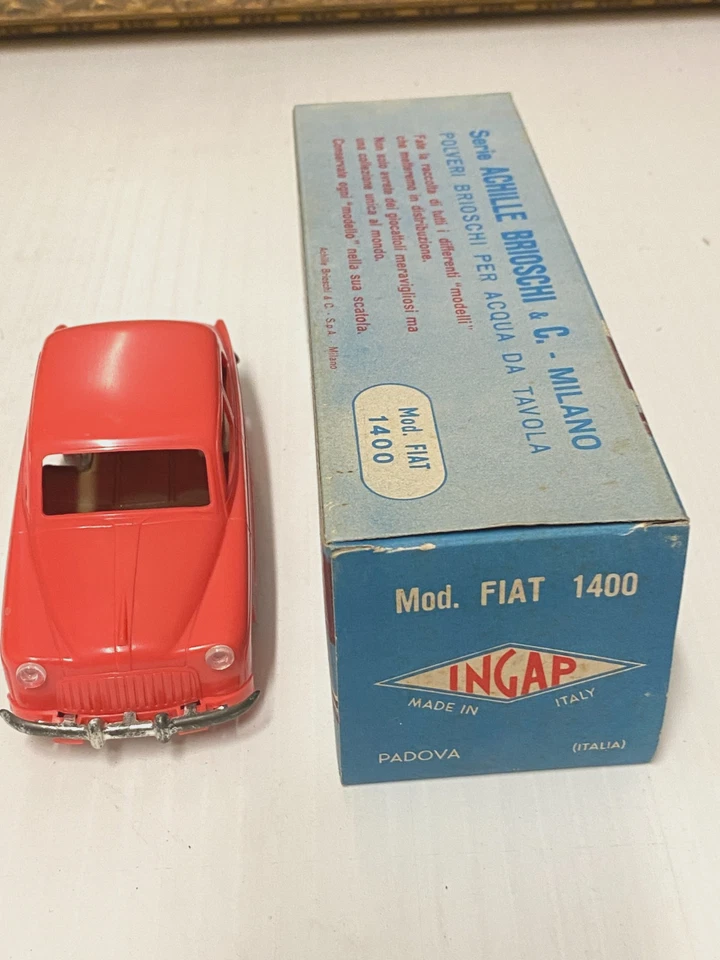 Serie ACHILLE BRIOSCHI & C. - MILANO
POLVERI BRIOSCHI PER ACQUA DA TAVOLA
Fate la raccolta di tutti i differenti "modelli"
che metteremo in distribuzione.
Non solo avrete dei giocattoli meravigliosi ma
una collezione unica al mondo.
Conservate ogni "modello" nella sua scatola.
Achille Brioschi & C. - S.p.A. Milano
Mod. FIAT
1400
Mod. FIAT 1400
INGAP
MADE IN ITALY
PADOVA (ITALIA)